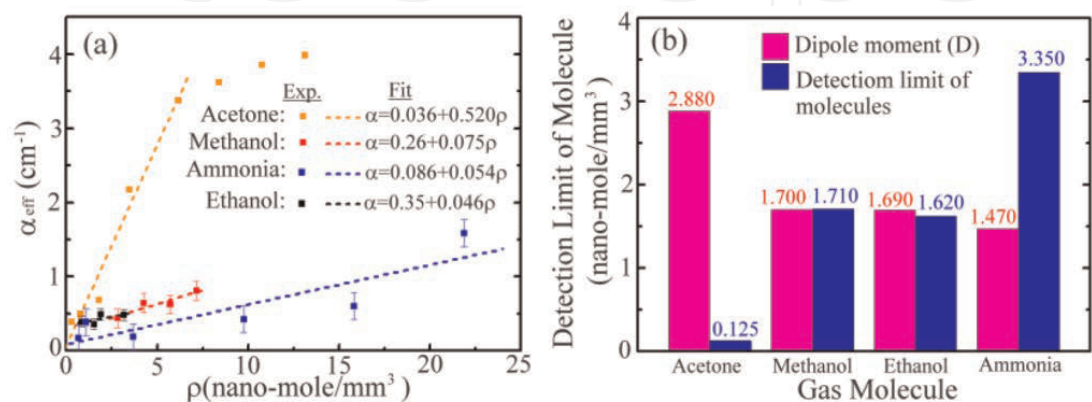 (a)
Exp. Fit
Acetone: α=0.036+0.520ρ
Methanol: α=0.26+0.075ρ
Ammonia: α=0.086+0.054ρ
Ethanol: α=0.35+0.046ρ
αeff (cm⁻¹)
4
3
2
1
0
0 5 10 15 20 25
ρ(nano-mole/mm³)
(b)
Dipole moment (D)
Detectiom limit of
molecules
Detection Limit of Molecule
(nano-mole/mm³)
4
3
2
1
0
2.880
0.125
1.700
1.710
1.690
1.620
1.470
3.350
Acetone Methanol Ethanol Ammonia
Gas Molecule